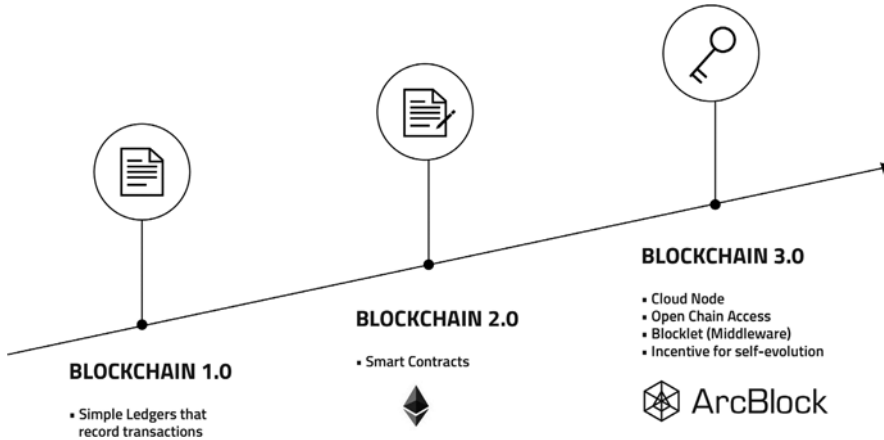 BLOCKCHAIN 1.0
▪ Simple Ledgers that
record transactions
BLOCKCHAIN 2.0
▪ Smart Contracts
BLOCKCHAIN 3.0
▪ Cloud Node
▪ Open Chain Access
▪ Blocklet (Middleware)
▪ Incentive for self-evolution
ArcBlock